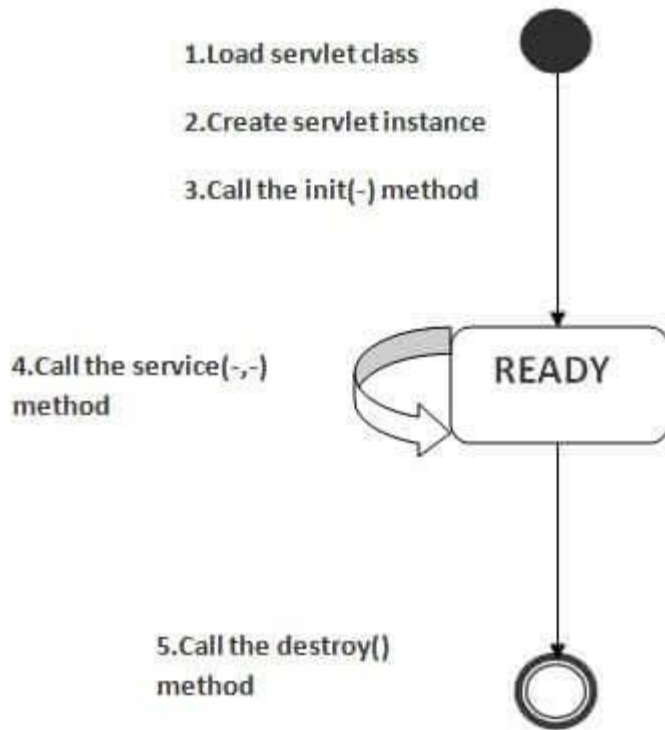 1.Load servlet class
2.Create servlet instance
3.Call the init(-) method
4.Call the service(-,-)
method
READY
5.Call the destroy()
method